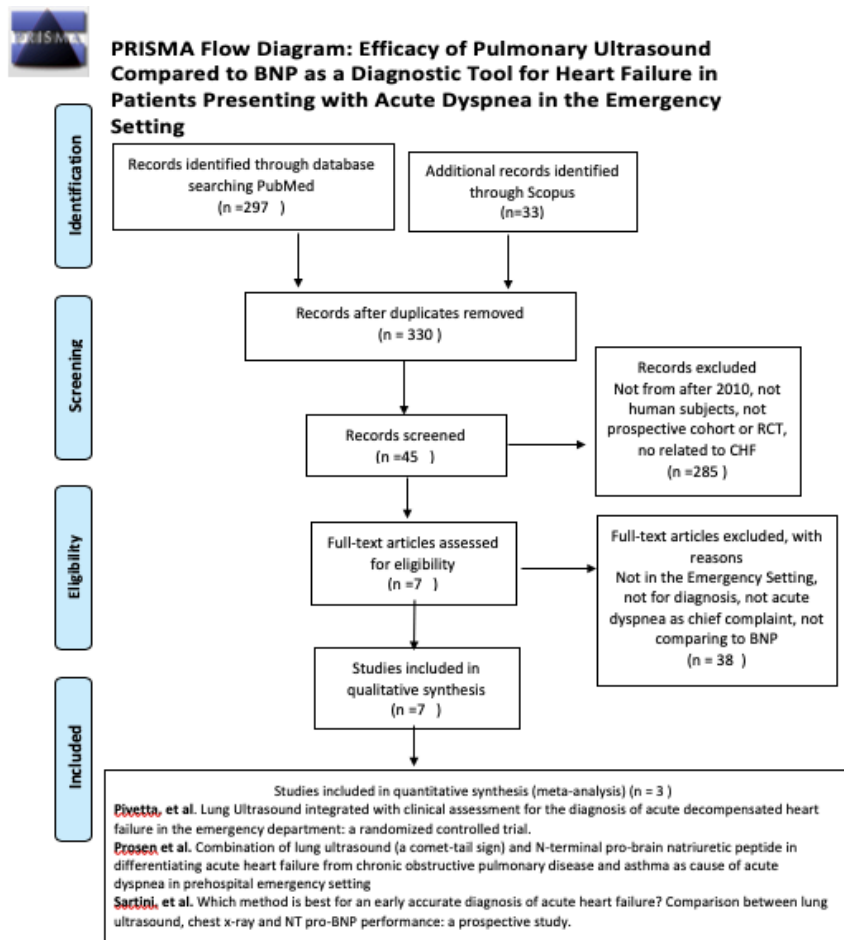 PRISMA
PRISMA Flow Diagram: Efficacy of Pulmonary Ultrasound
Compared to BNP as a Diagnostic Tool for Heart Failure in
Patients Presenting with Acute Dyspnea in the Emergency
Setting
Identification
Records identified through database
searching PubMed
(n =297 )
Additional records identified
through Scopus
(n=33)
Screening
Records after duplicates removed
(n = 330 )
Records screened
(n =45 )
Records excluded
Not from after 2010, not
human subjects, not
prospective cohort or RCT,
no related to CHF
(n =285 )
Eligibility
Full-text articles assessed
for eligibility
(n =7 )
Full-text articles excluded, with
reasons
Not in the Emergency Setting,
not for diagnosis, not acute
dyspnea as chief complaint, not
comparing to BNP
(n = 38 )
Studies included in
qualitative synthesis
(n =7 )
Included
Studies included in quantitative synthesis (meta-analysis) (n = 3 )
Pivetta, et al. Lung Ultrasound integrated with clinical assessment for the diagnosis of acute decompensated heart
failure in the emergency department: a randomized controlled trial.
Prosen et al. Combination of lung ultrasound (a comet-tail sign) and N-terminal pro-brain natriuretic peptide in
differentiating acute heart failure from chronic obstructive pulmonary disease and asthma as cause of acute
dyspnea in prehospital emergency setting
Sartini, et al. Which method is best for an early accurate diagnosis of acute heart failure? Comparison between lung
ultrasound, chest x-ray and NT pro-BNP performance: a prospective study.